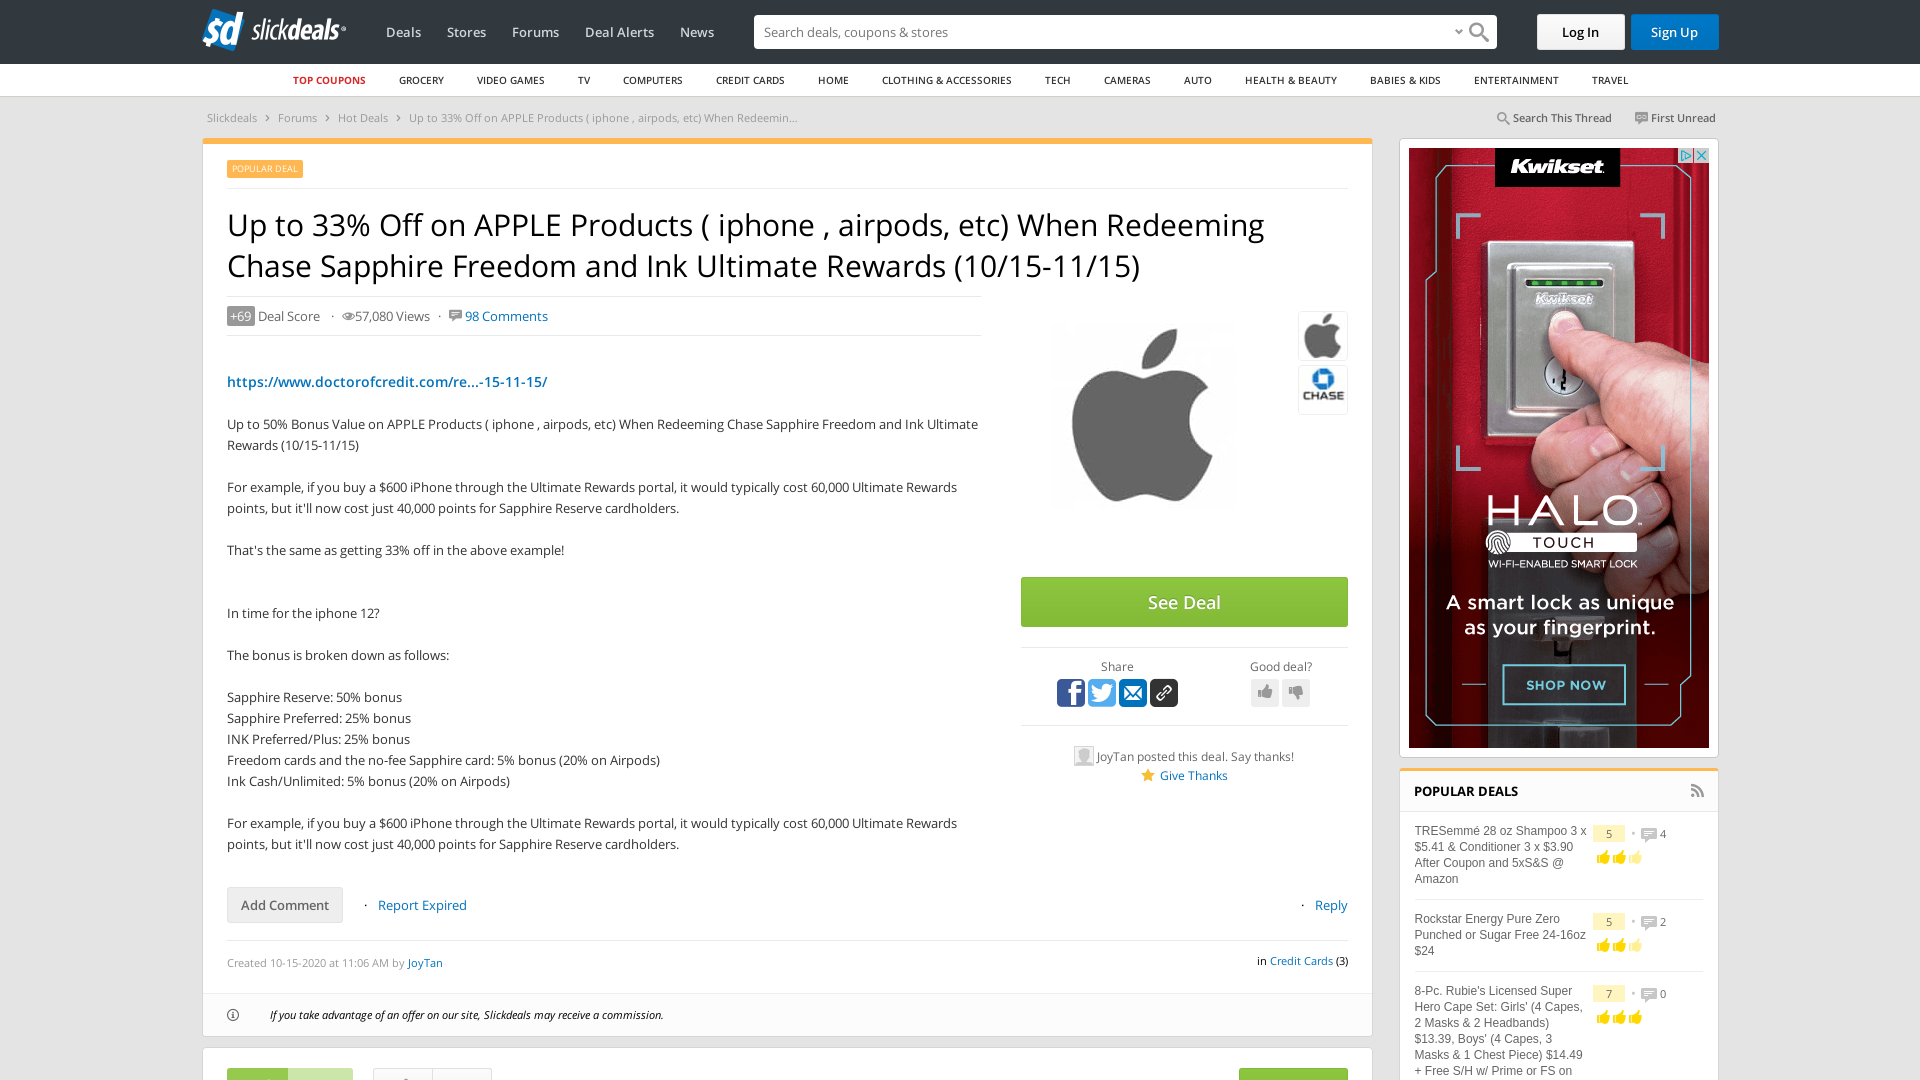 sd slickdeals
Deals
Stores
Forums
Deal Alerts
News
Search deals, coupons & stores
Log In
Sign Up
TOP COUPONS
GROCERY
VIDEO GAMES
TV
COMPUTERS
CREDIT CARDS
HOME
CLOTHING & ACCESSORIES
TECH
CAMERAS
AUTO
HEALTH & BEAUTY
BABIES & KIDS
ENTERTAINMENT
TRAVEL
Slickdeals > Forums > Hot Deals > Up to 33% Off on APPLE Products ( iphone , airpods, etc) When Redeemin...
Search This Thread
First Unread
POPULAR DEAL
Up to 33% Off on APPLE Products ( iphone , airpods, etc) When Redeeming
Chase Sapphire Freedom and Ink Ultimate Rewards (10/15-11/15)
+69 Deal Score · 57,080 Views · 98 Comments
https://www.doctorofcredit.com/re...-15-11-15/
Up to 50% Bonus Value on APPLE Products ( iphone , airpods, etc) When Redeeming Chase Sapphire Freedom and Ink Ultimate
Rewards (10/15-11/15)
For example, if you buy a $600 iPhone through the Ultimate Rewards portal, it would typically cost 60,000 Ultimate Rewards
points, but it'll now cost just 40,000 points for Sapphire Reserve cardholders.
That's the same as getting 33% off in the above example!
In time for the iphone 12?
The bonus is broken down as follows:
Sapphire Reserve: 50% bonus
Sapphire Preferred: 25% bonus
INK Preferred/Plus: 25% bonus
Freedom cards and the no-fee Sapphire card: 5% bonus (20% on Airpods)
Ink Cash/Unlimited: 5% bonus (20% on Airpods)
For example, if you buy a $600 iPhone through the Ultimate Rewards portal, it would typically cost 60,000 Ultimate Rewards
points, but it'll now cost just 40,000 points for Sapphire Reserve cardholders.
CHASE
See Deal
Share
Good deal?
JoyTan posted this deal. Say thanks!
Give Thanks
Add Comment
· Report Expired
· Reply
Created 10-15-2020 at 11:06 AM by JoyTan
in Credit Cards (3)
If you take advantage of an offer on our site, Slickdeals may receive a commission.
Kwikset
Kwikset
HALO
TOUCH
WI-FI-ENABLED SMART LOCK
A smart lock as unique
as your fingerprint.
SHOP NOW
POPULAR DEALS
TRESemmé 28 oz Shampoo 3 x
$5.41 & Conditioner 3 x $3.90
After Coupon and 5xS&S @
Amazon
5 · 4
Rockstar Energy Pure Zero
Punched or Sugar Free 24-16oz
$24
5 · 2
8-Pc. Rubie's Licensed Super
Hero Cape Set: Girls' (4 Capes,
2 Masks & 2 Headbands)
$13.39, Boys' (4 Capes, 3
Masks & 1 Chest Piece) $14.49
+ Free S/H w/ Prime or FS on
7 · 0